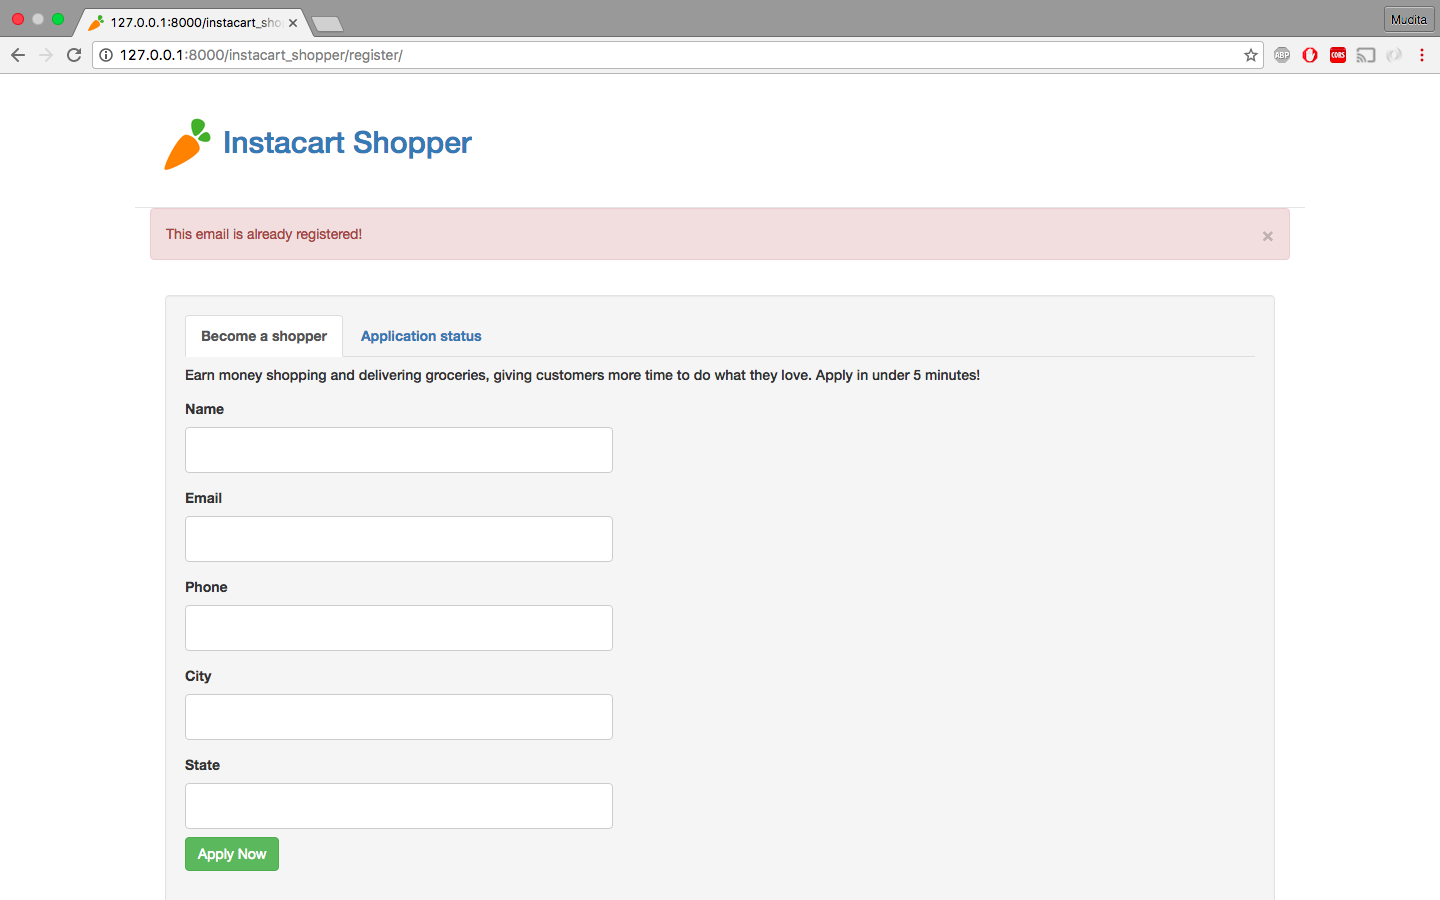 127.0.0.1:8000/instacart_sho
Mudita
127.0.0.1:8000/instacart_shopper/register/
ABP
CORS
Instacart Shopper
This email is already registered!
×
Become a shopper
Application status
Earn money shopping and delivering groceries, giving customers more time to do what they love. Apply in under 5 minutes!
Name
Email
Phone
City
State
Apply Now